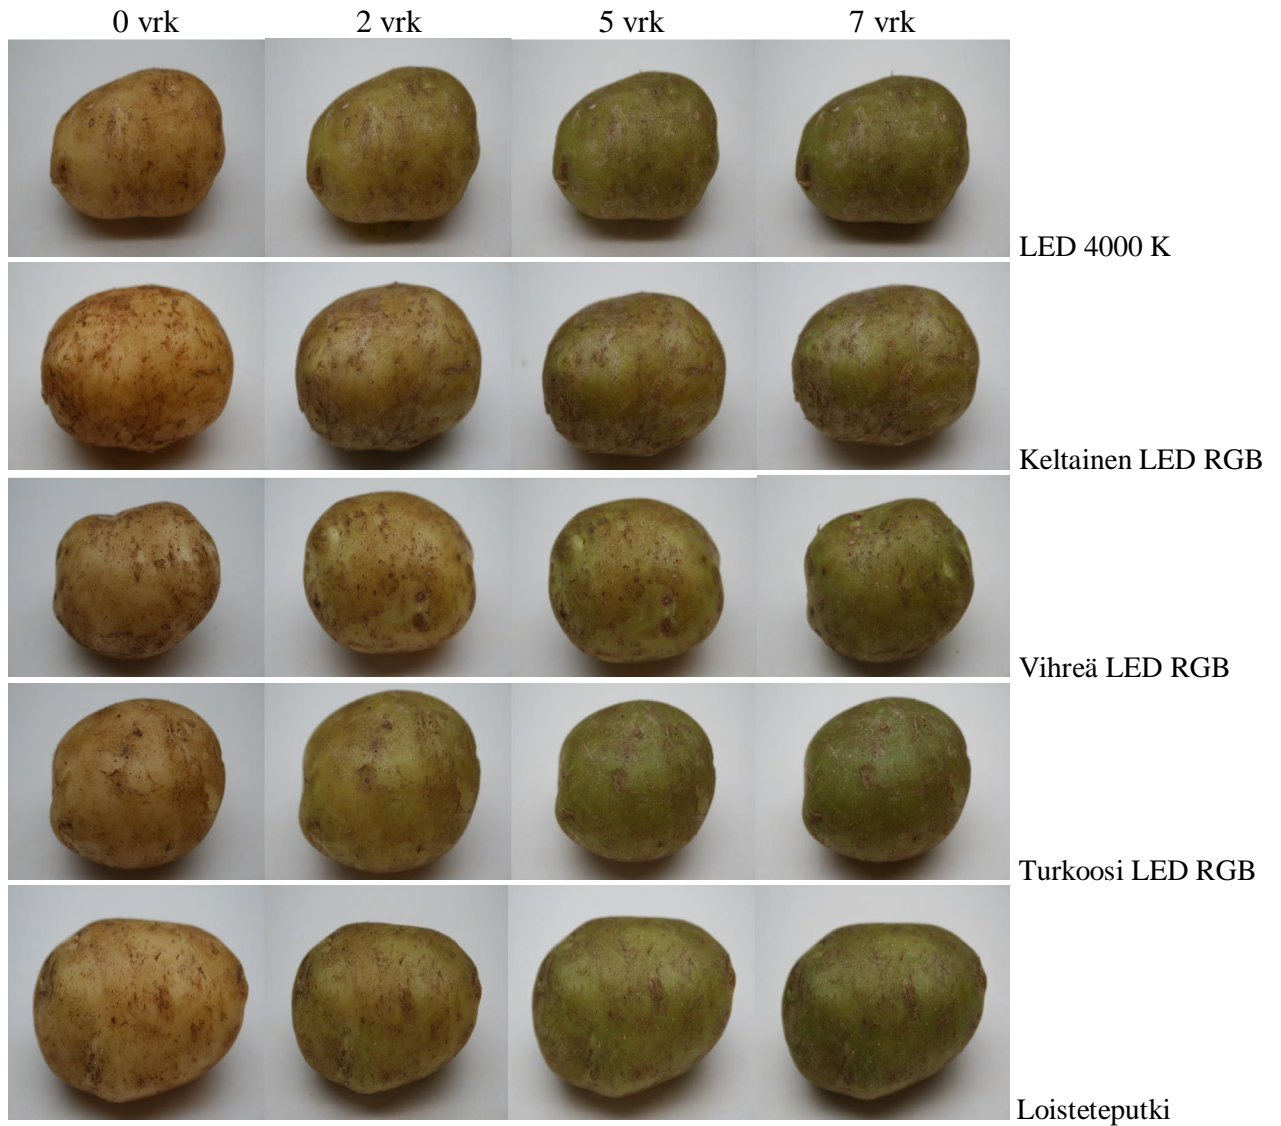 0 vrk 2 vrk 5 vrk 7 vrk
LED 4000 K
Keltainen LED RGB
Vihreä LED RGB
Turkoosi LED RGB
Loisteteputki